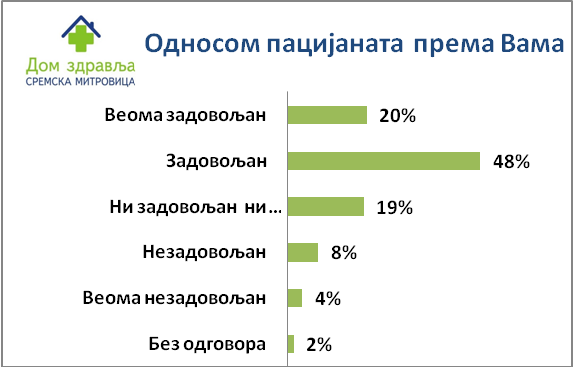 Односом пацијаната према Вама
Дом здравља
СРЕМСКА МИТРОВИЦА
Веома задовољан 20%
Задовољан 48%
Ни задовољан ни... 19%
Незадовољан 8%
Веома незадовољан 4%
Без одговора 2%